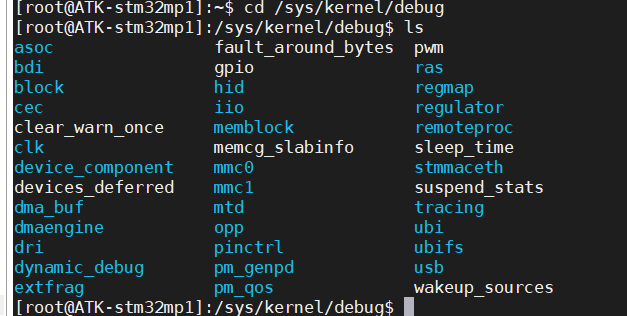 [root@ATK-stm32mp1]:~$ cd /sys/kernel/debug
[root@ATK-stm32mp1]:/sys/kernel/debug$ ls
asoc fault_around_bytes pwm
bdi gpio ras
block hid regmap
cec iio regulator
clear_warn_once memblock remoteproc
clk memcg_slabinfo sleep_time
device_component mmc0 stmmaceth
devices_deferred mmc1 suspend_stats
dma_buf mtd tracing
dmaengine opp ubi
dri pinctrl ubifs
dynamic_debug pm_genpd usb
extfrag pm_qos wakeup_sources
[root@ATK-stm32mp1]:/sys/kernel/debug$